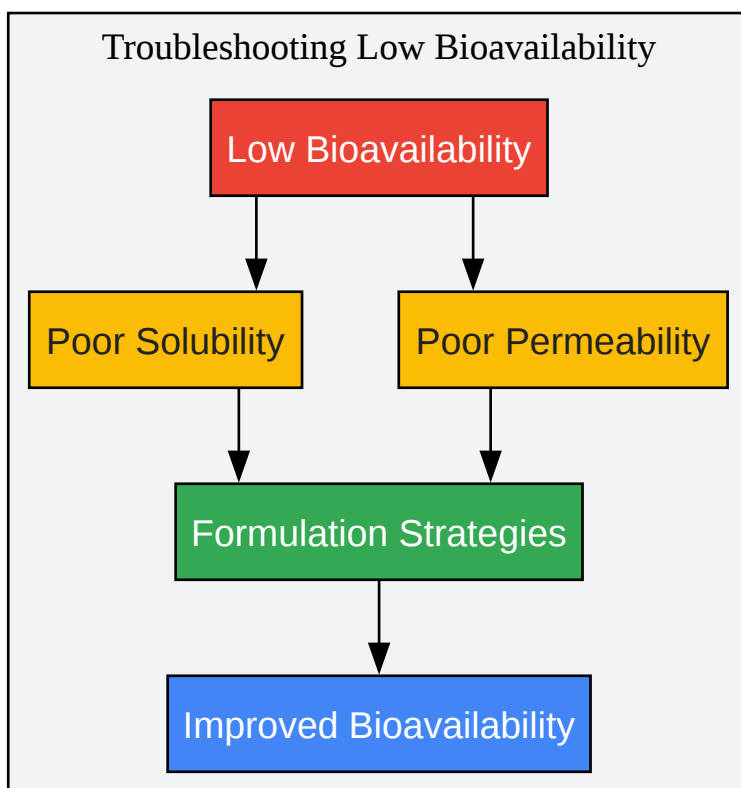 Troubleshooting Low Bioavailability
Low Bioavailability
Poor Solubility
Poor Permeability
Formulation Strategies
Improved Bioavailability